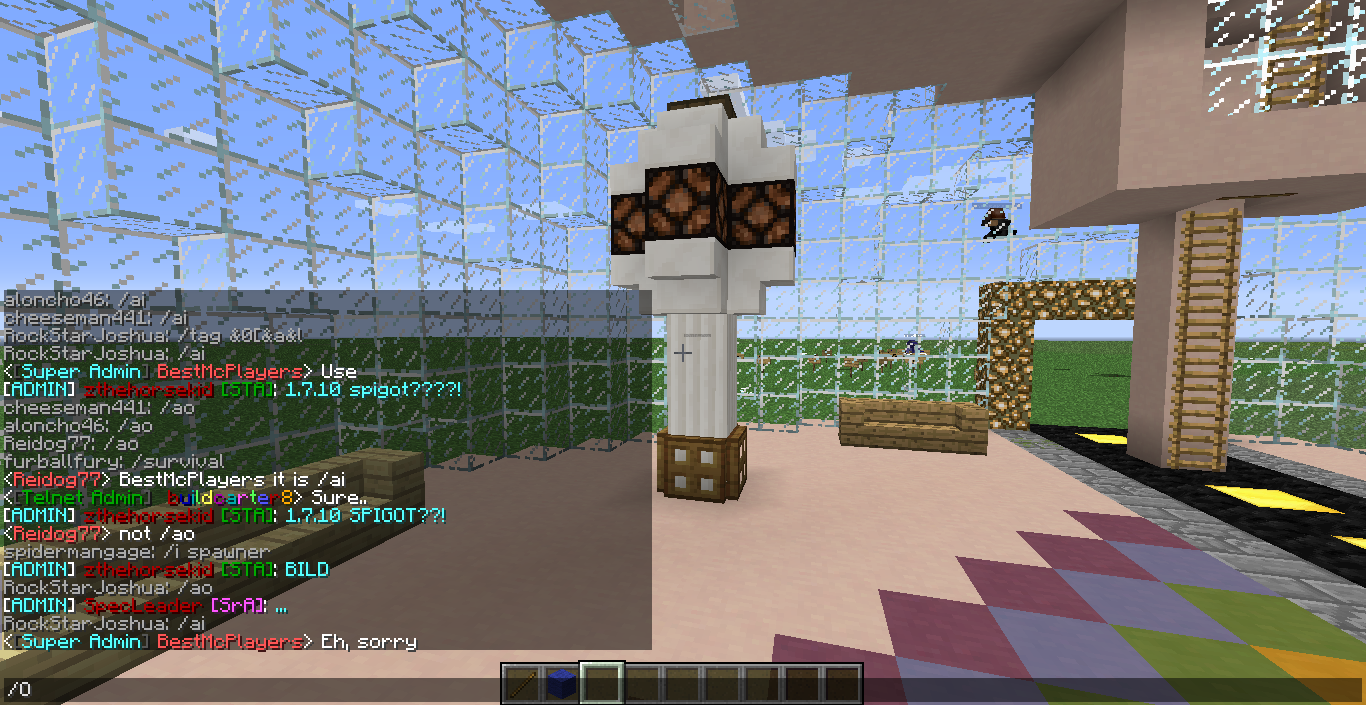 aloncho46: /ai
cheeseman441: /ai
RockStarJoshua: /tag &0[&a&l
RockStarJoshua: /ai
<[Super Admin] BestMcPlayers> Use
[ADMIN] zthehorsekid [STA]: 1.7.10 spigot????!
cheeseman441: /ao
aloncho46: /ao
Reidog77: /ao
furballfury: /survival
<Reidog77> BestMcPlayers it is /ai
<[Telnet Admin] buildcarter8> Sure..
[ADMIN] zthehorsekid [STA]: 1.7.10 SPIGOT??!
<Reidog77> not /ao
spidermangage: /i spawner
[ADMIN] zthehorsekid [STA]: BILD
RockStarJoshua: /ao
[ADMIN] SpecLeader [SrA]: ...
RockStarJoshua: /ai
<[Super Admin] BestMcPlayers> Eh, sorry
/O